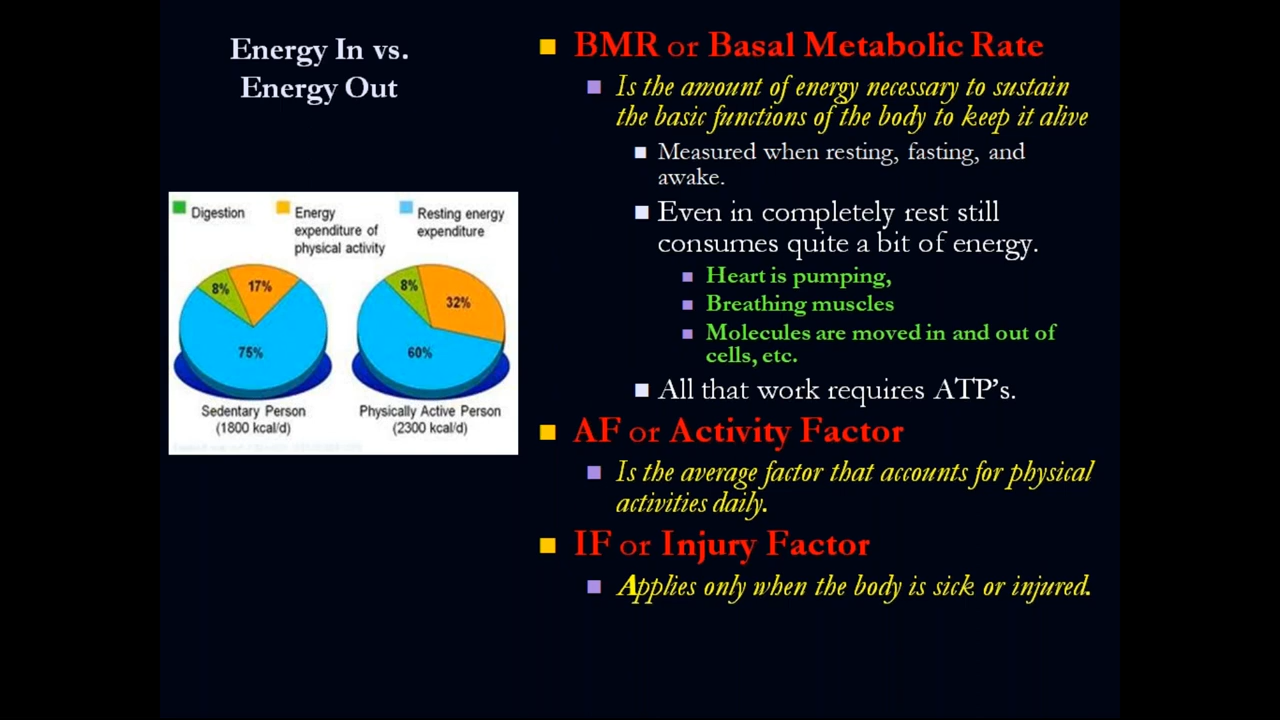 Energy In vs.
Energy Out
Digestion
Energy
expenditure of
physical activity
Resting energy
expenditure
8%
17%
75%
8%
32%
60%
Sedentary Person
(1800 kcal/d)
Physically Active Person
(2300 kcal/d)
BMR or Basal Metabolic Rate
Is the amount of energy necessary to sustain
the basic functions of the body to keep it alive
Measured when resting, fasting, and
awake.
Even in completely rest still
consumes quite a bit of energy.
Heart is pumping,
Breathing muscles
Molecules are moved in and out of
cells, etc.
All that work requires ATP's.
AF or Activity Factor
Is the average factor that accounts for physical
activities daily.
IF or Injury Factor
Applies only when the body is sick or injured.